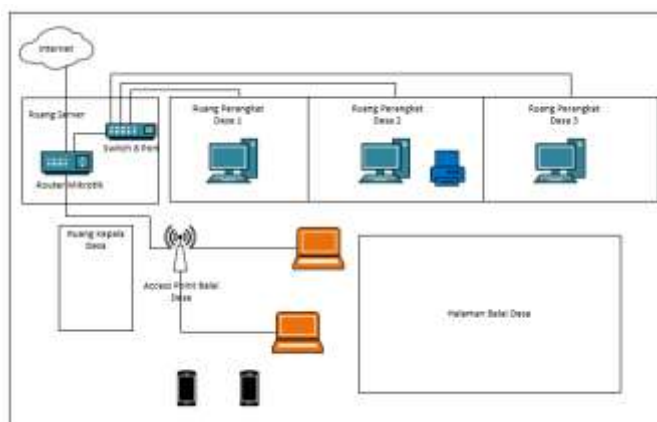 Internet
Ruang Server
Switch 8 Port
Router Mikrotik
Ruang Perangkat
Desa 1
Ruang Perangkat
Desa 2
Ruang Perangkat
Desa 3
Ruang Kepala
Desa
Access Point Balai
Desa
Halaman Balai Desa